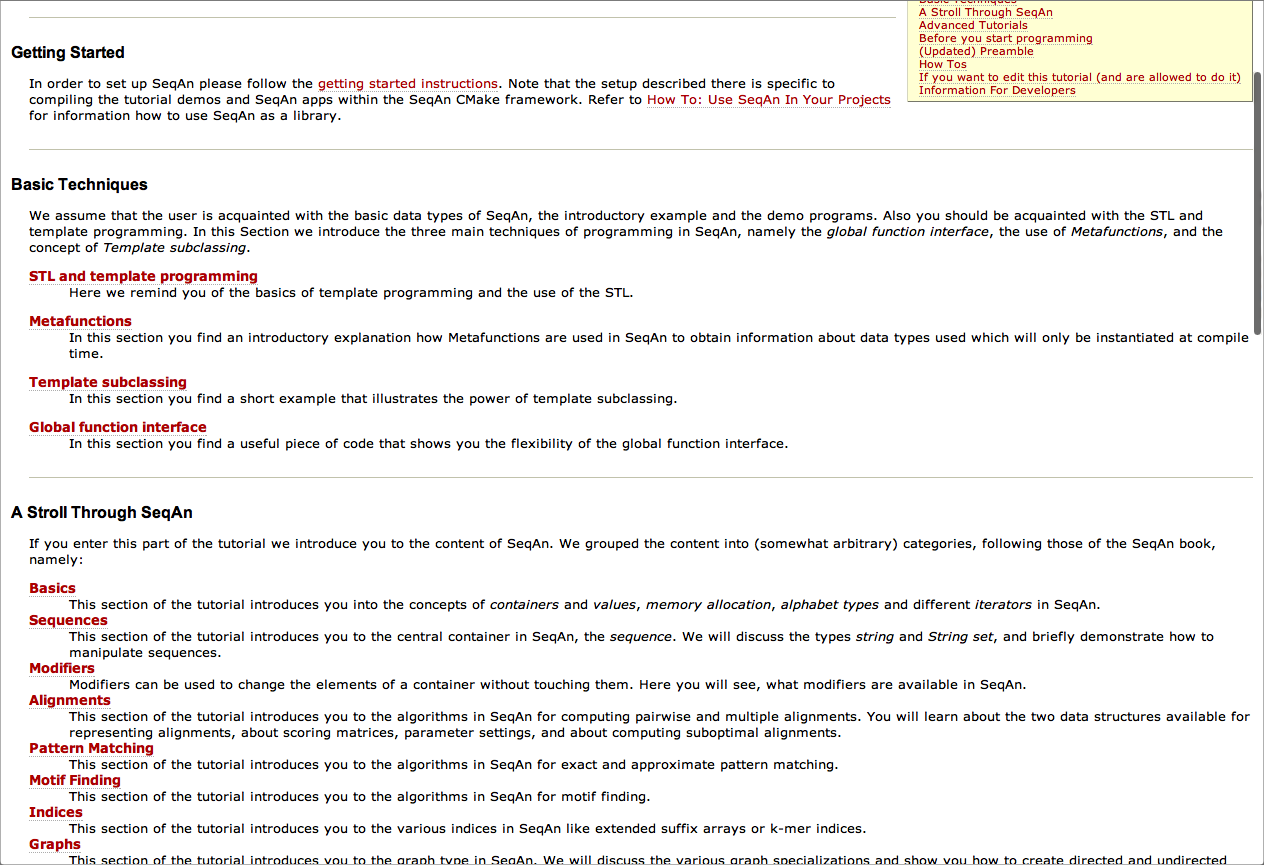 Basic Techniques
A Stroll Through SeqAn
Advanced Tutorials
Before you start programming
(Updated) Preamble
How Tos
If you want to edit this tutorial (and are allowed to do it)
Information For Developers
Getting Started
In order to set up SeqAn please follow the getting started instructions. Note that the setup described there is specific to
compiling the tutorial demos and SeqAn apps within the SeqAn CMake framework. Refer to How To: Use SeqAn In Your Projects
for information how to use SeqAn as a library.
Basic Techniques
We assume that the user is acquainted with the basic data types of SeqAn, the introductory example and the demo programs. Also you should be acquainted with the STL and
template programming. In this Section we introduce the three main techniques of programming in SeqAn, namely the global function interface, the use of Metafunctions, and the
concept of Template subclassing.
STL and template programming
Here we remind you of the basics of template programming and the use of the STL.
Metafunctions
In this section you find an introductory explanation how Metafunctions are used in SeqAn to obtain information about data types used which will only be instantiated at compile
time.
Template subclassing
In this section you find a short example that illustrates the power of template subclassing.
Global function interface
In this section you find a useful piece of code that shows you the flexibility of the global function interface.
A Stroll Through SeqAn
If you enter this part of the tutorial we introduce you to the content of SeqAn. We grouped the content into (somewhat arbitrary) categories, following those of the SeqAn book,
namely:
Basics
This section of the tutorial introduces you into the concepts of containers and values, memory allocation, alphabet types and different iterators in SeqAn.
Sequences
This section of the tutorial introduces you to the central container in SeqAn, the sequence. We will discuss the types string and String set, and briefly demonstrate how to
manipulate sequences.
Modifiers
Modifiers can be used to change the elements of a container without touching them. Here you will see, what modifiers are available in SeqAn.
Alignments
This section of the tutorial introduces you to the algorithms in SeqAn for computing pairwise and multiple alignments. You will learn about the two data structures available for
representing alignments, about scoring matrices, parameter settings, and about computing suboptimal alignments.
Pattern Matching
This section of the tutorial introduces you to the algorithms in SeqAn for exact and approximate pattern matching.
Motif Finding
This section of the tutorial introduces you to the algorithms in SeqAn for motif finding.
Indices
This section of the tutorial introduces you to the various indices in SeqAn like extended suffix arrays or k-mer indices.
Graphs
This section of the tutorial introduces you to the graph type in SeqAn. We will discuss the various graph specializations and show you how to create directed and undirected